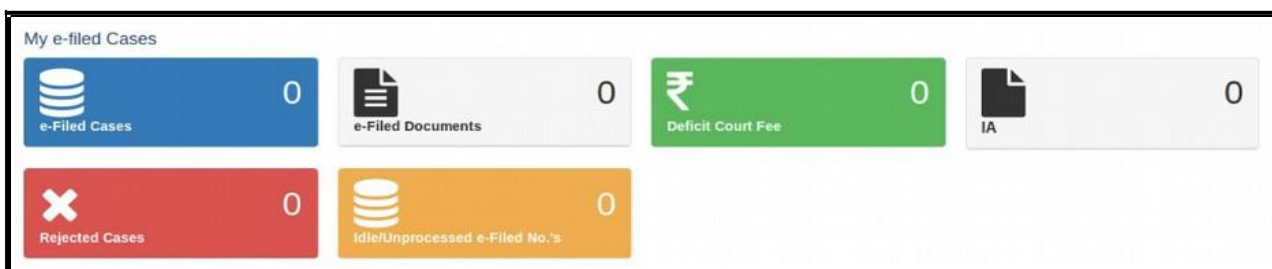 My e-filed Cases
0
e-Filed Cases
0
e-Filed Documents
₹ 0
Deficit Court Fee
0
IA
0
Rejected Cases
0
Idle/Unprocessed e-Filed No.'s